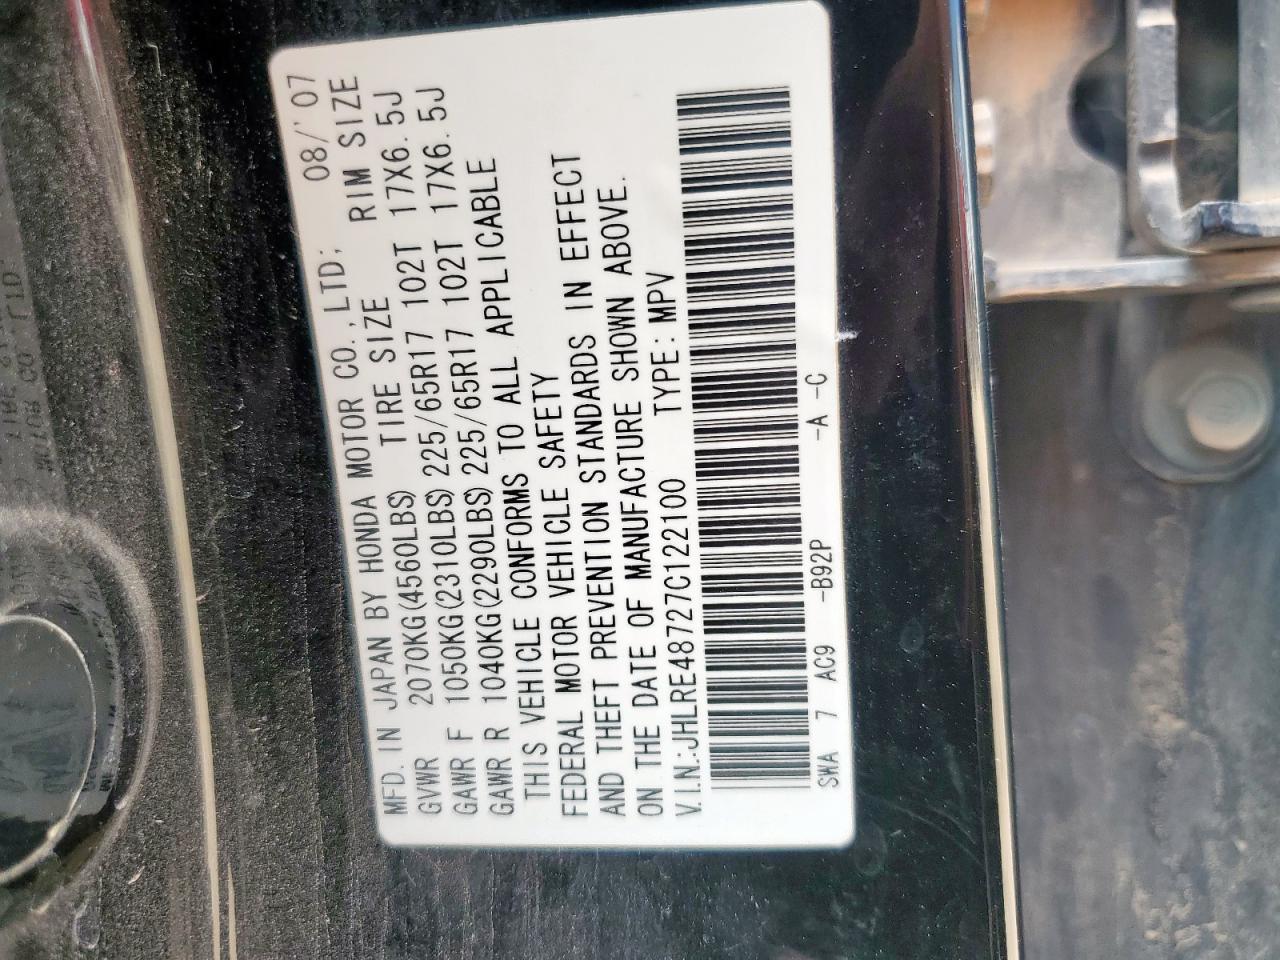 MFD. IN JAPAN BY HONDA MOTOR CO., LTD. 08/'07
GVWR 2070KG(4560LBS) TIRE SIZE RIM SIZE
GAWR F 1050KG(2310LBS) 225/65R17 102T 17X6.5J
GAWR R 1040KG(2290LBS) 225/65R17 102T 17X6.5J
THIS VEHICLE CONFORMS TO ALL APPLICABLE
FEDERAL MOTOR VEHICLE SAFETY
AND THEFT PREVENTION STANDARDS IN EFFECT
ON THE DATE OF MANUFACTURE SHOWN ABOVE.
V.I.N.:JHLRE48727C122100 TYPE:MPV
SWA 7 AC9 -B92P -A -C